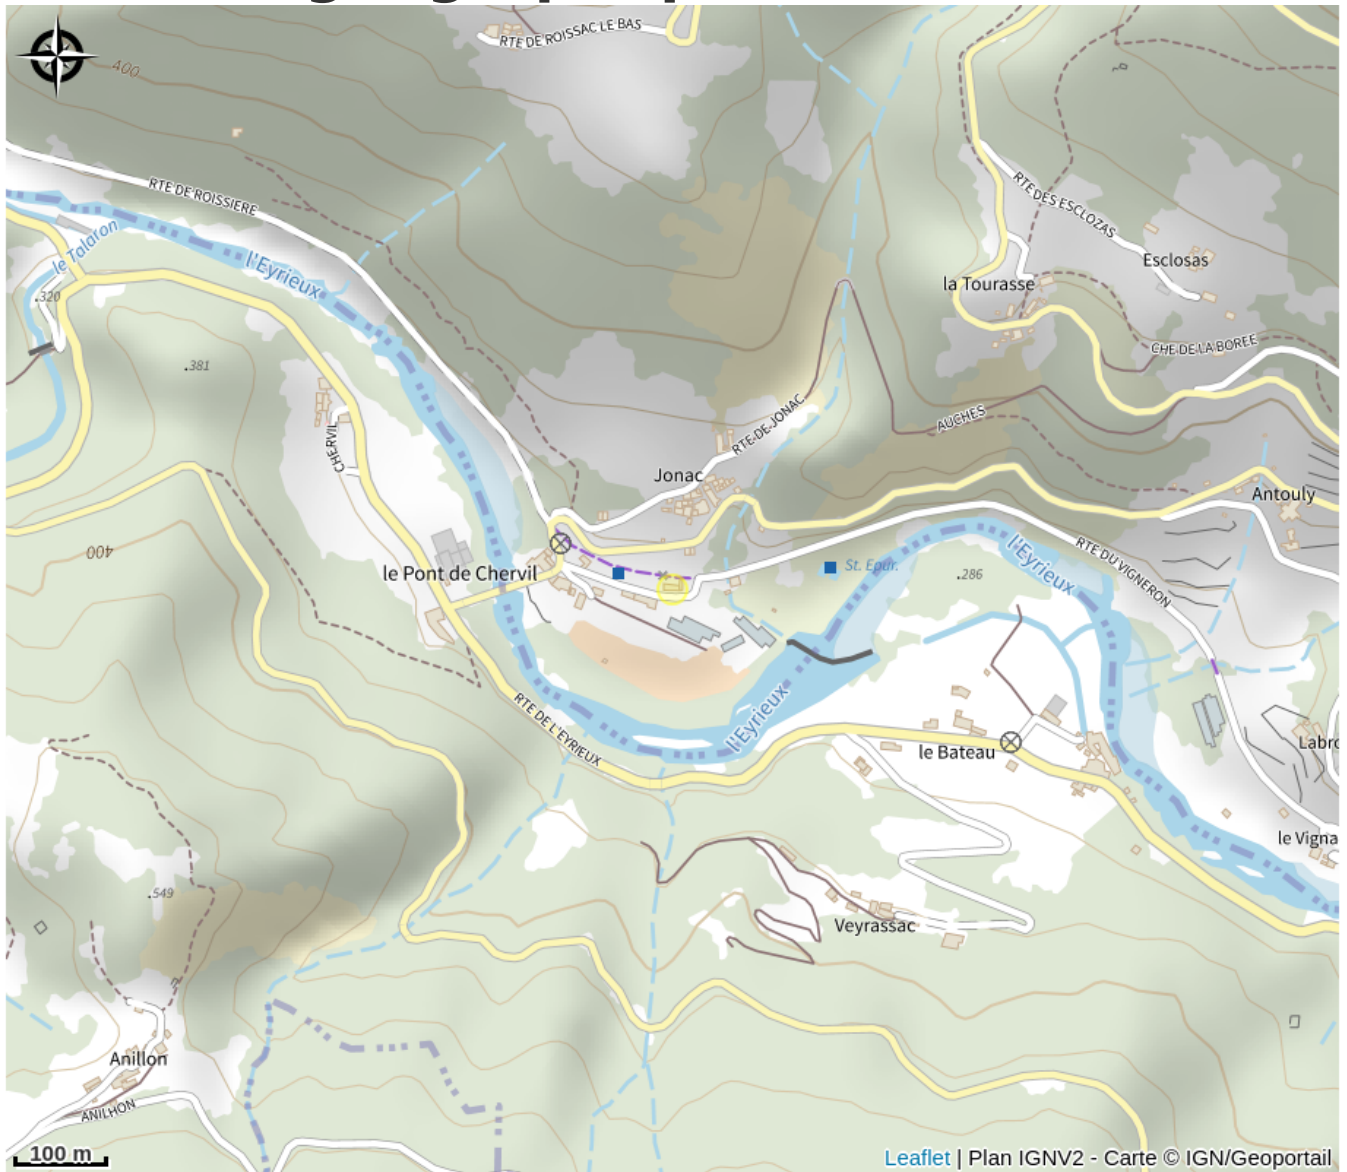 RTE DE ROISSAC LE BAS
400
RTE DE ROISSIERE
RTE DES ESCLOZAS
le Talaron
l'Eyrieux
Esclosas
la Tourasse
.320
CHE DE LA BOREE
.381
RTE DE JONAC
AUCHES
CHERVIL
Jonac
Antouly
400
le Pont de Chervil
St. Epur.
.286
l'Eyrieux
RTE DU VIGNERON
RTE DE L'EYRIEUX
l'Eyrieux
le Bateau
Labro
le Vigna
.549
Veyrassac
Anillon
ANILHON
100 m
Leaflet | Plan IGNV2 - Carte © IGN/Geoportail